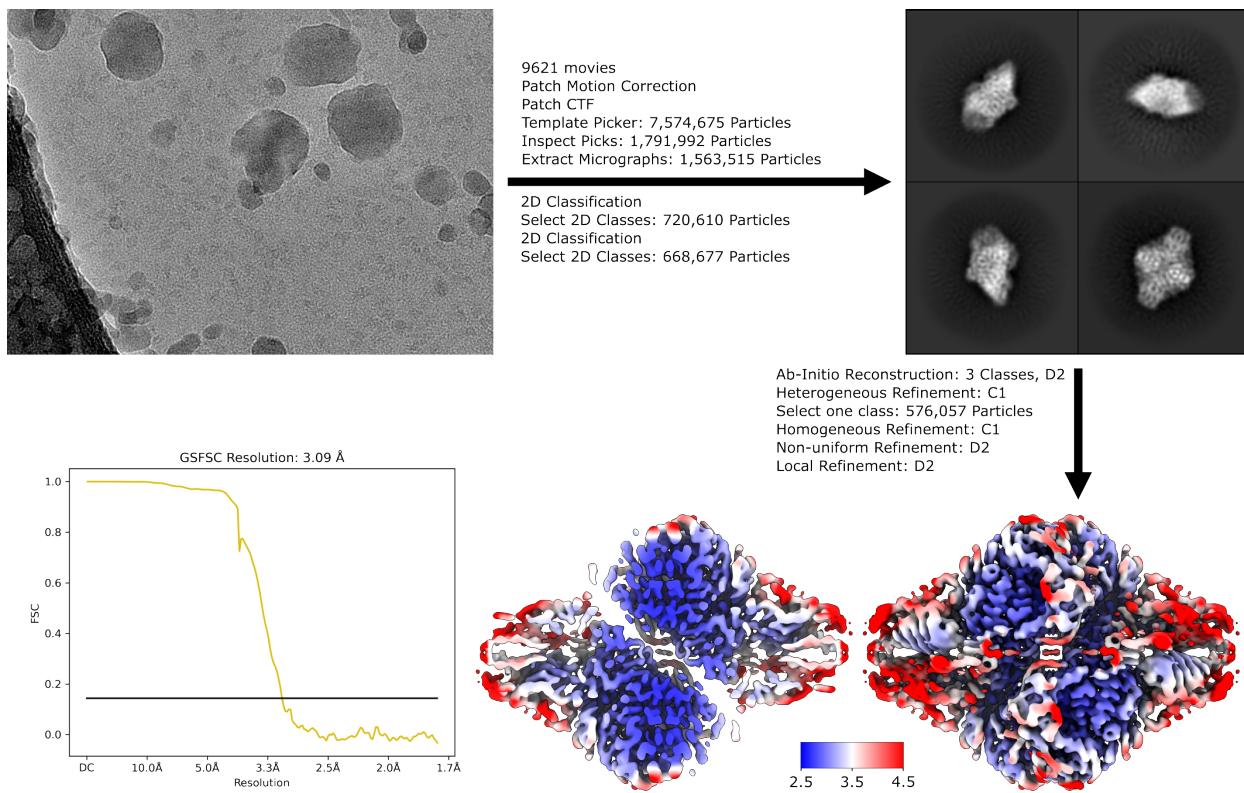 9621 movies
Patch Motion Correction
Patch CTF
Template Picker: 7,574,675 Particles
Inspect Picks: 1,791,992 Particles
Extract Micrographs: 1,563,515 Particles
2D Classification
Select 2D Classes: 720,610 Particles
2D Classification
Select 2D Classes: 668,677 Particles
Ab-Initio Reconstruction: 3 Classes, D2
Heterogeneous Refinement: C1
Select one class: 576,057 Particles
Homogeneous Refinement: C1
Non-uniform Refinement: D2
Local Refinement: D2
GSFSC Resolution: 3.09 Å
1.0
0.8
0.6
0.4
0.2
0.0
FSC
DC 10.0Å 5.0Å 3.3Å 2.5Å 2.0Å 1.7Å
Resolution
2.5 3.5 4.5